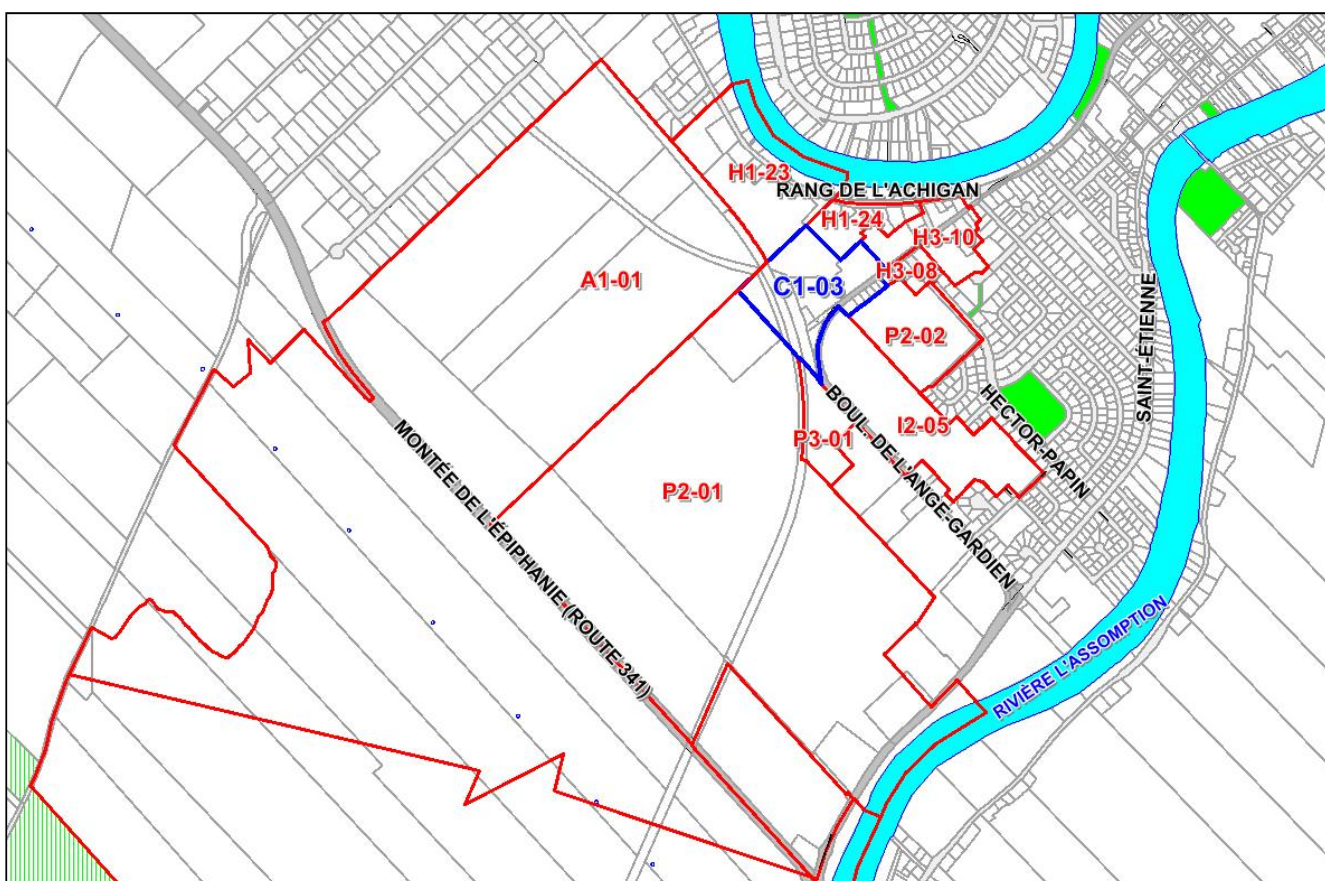 H1-23
RANG DE L'ACHIGAN
H1-24
H3-10
H3-08
A1-01
C1-03
P2-02
SAINT-ÉTIENNE
HECTOR-PAPIN
I2-05
P3-01
BOUL. DE L'ANGE-GARDIEN
P2-01
MONTÉE DE L'ÉPIPHANIE (ROUTE-341)
RIVIÈRE L'ASSOMPTION